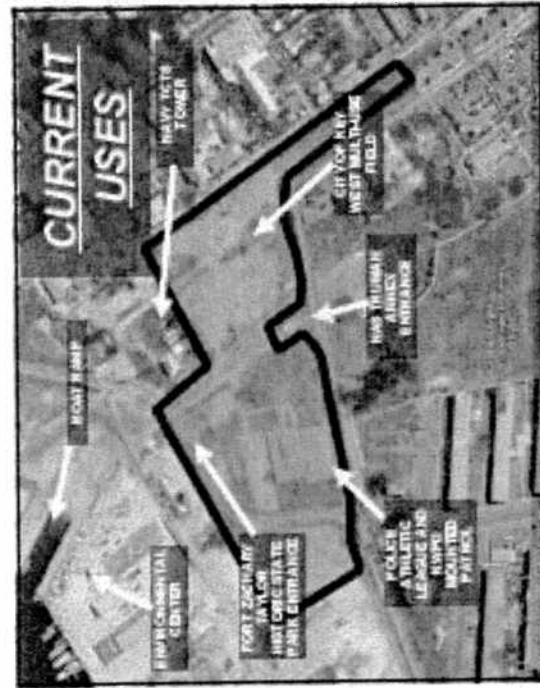 CURRENT
USES
NAVY TCTS
TOWER
BOAT RAMP
CITY OF KEY
WEST MULTI-USE
FIELD
NAS TRUMAN
ANNEX
ENTRANCE
ENVIRONMENTAL
CENTER
FORT ZACHARY
TAYLOR
HISTORIC STATE
PARK ENTRANCE
POLICE
ATHLETIC
LEAGUE AND
KWPD
MOUNTED
PATROL